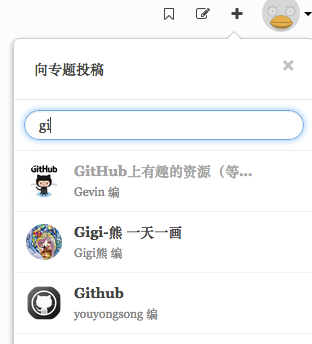 向专题投稿
×
gi
GitHub
GitHub上有趣的资源（等...
Gevin 编
Gigi-熊 一天一画
Gigi熊 编
Github
youyongsong 编